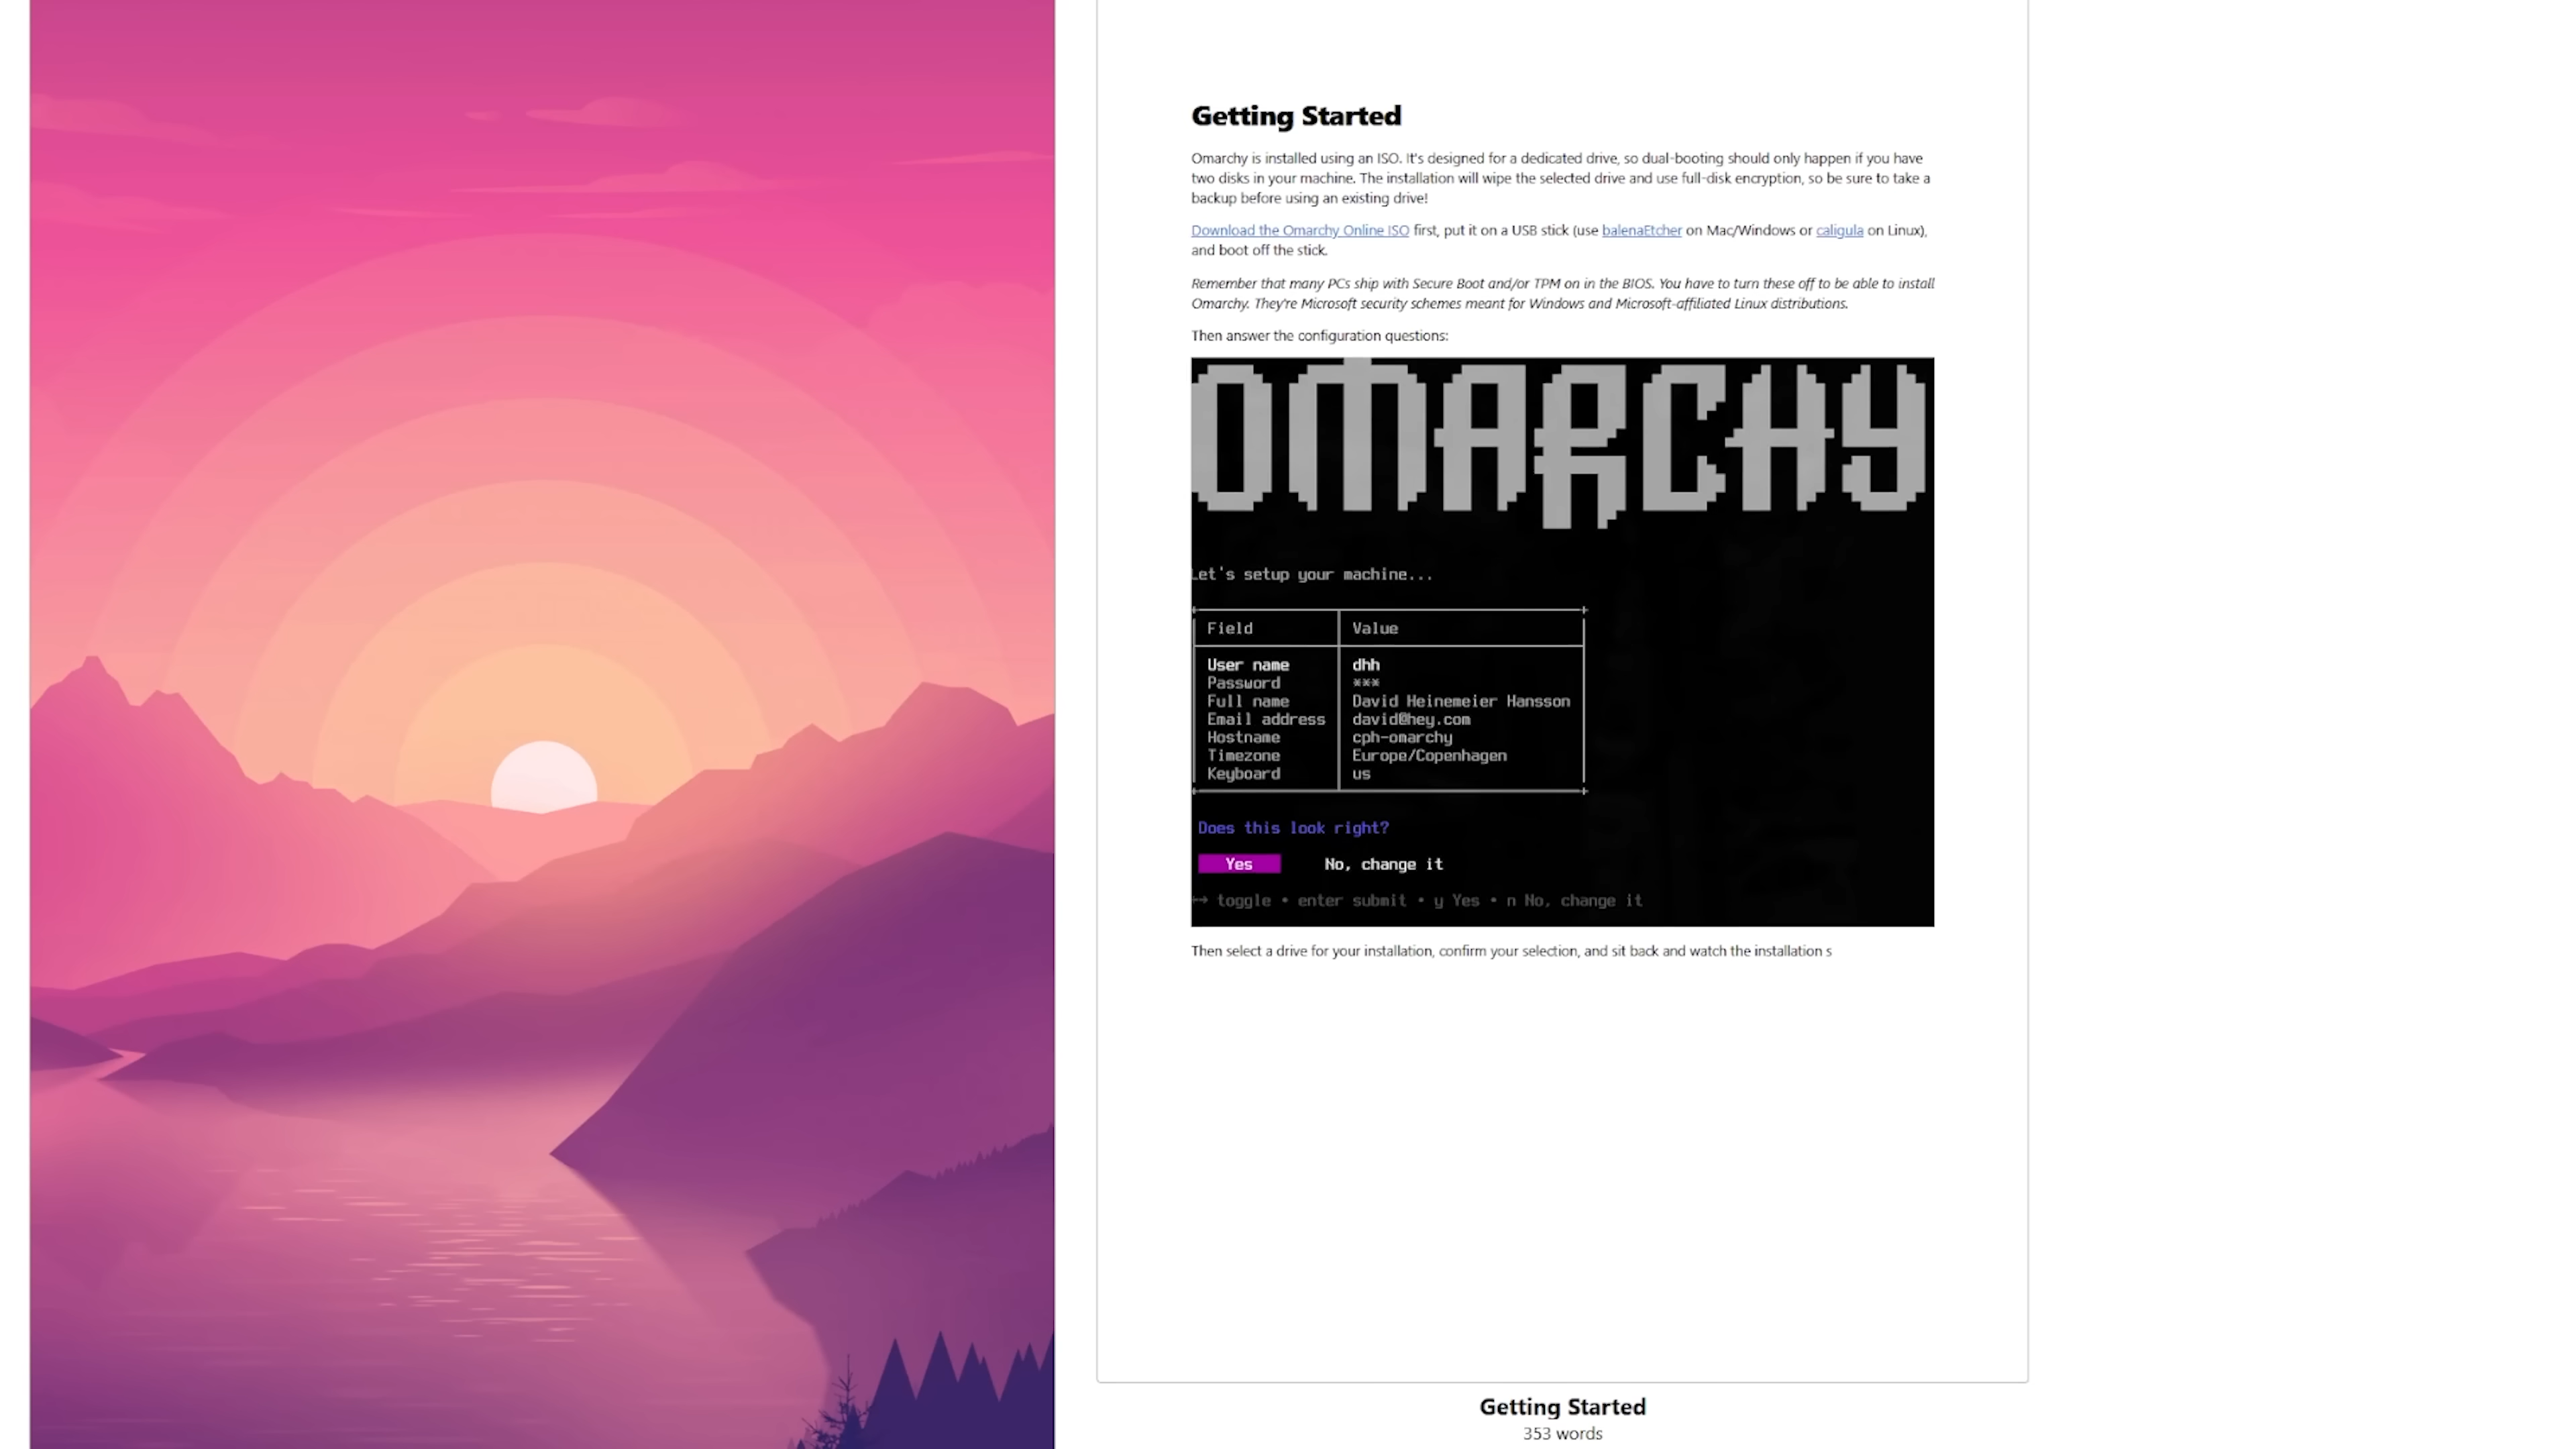 Getting Started
Omarchy is installed using an ISO. It's designed for a dedicated drive, so dual-booting should only happen if you have
two disks in your machine. The installation will wipe the selected drive and use full-disk encryption, so be sure to take a
backup before using an existing drive!
Download the Omarchy Online ISO first, put it on a USB stick (use balenaEtcher on Mac/Windows or caligula on Linux),
and boot off the stick.
Remember that many PCs ship with Secure Boot and/or TPM on in the BIOS. You have to turn these off to be able to install
Omarchy. They're Microsoft security schemes meant for Windows and Microsoft-affiliated Linux distributions.
Then answer the configuration questions:
OMARCHY
Let's setup your machine...
Field Value
User name dhh
Password ***
Full name David Heinemeier Hansson
Email address david@hey.com
Hostname cph-omarchy
Timezone Europe/Copenhagen
Keyboard us
Does this look right?
Yes No, change it
↔ toggle • enter submit • y Yes • n No, change it
Then select a drive for your installation, confirm your selection, and sit back and watch the installation s
Getting Started
353 words